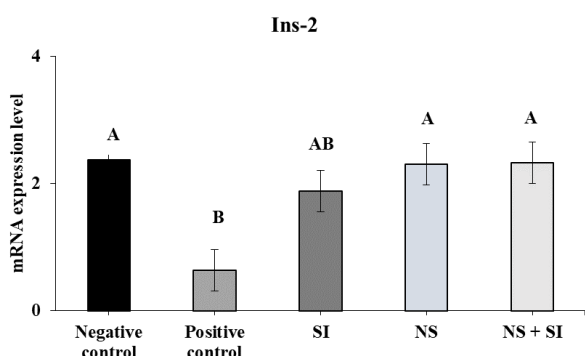 Ins-2
mRNA expression level
4
2
0
A
B
AB
A
A
Negative
control
Positive
control
SI
NS
NS + SI